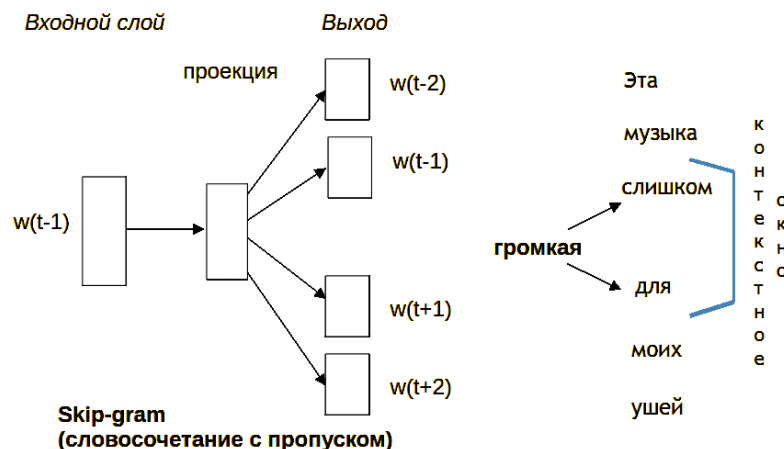 Входной слой
Выход
проекция
w(t-1)
w(t-2)
w(t-1)
w(t+1)
w(t+2)
Skip-gram
(словосочетание с пропуском)
Эта
музыка
слишком
громкая
для
моих
ушей
контекстное
окно